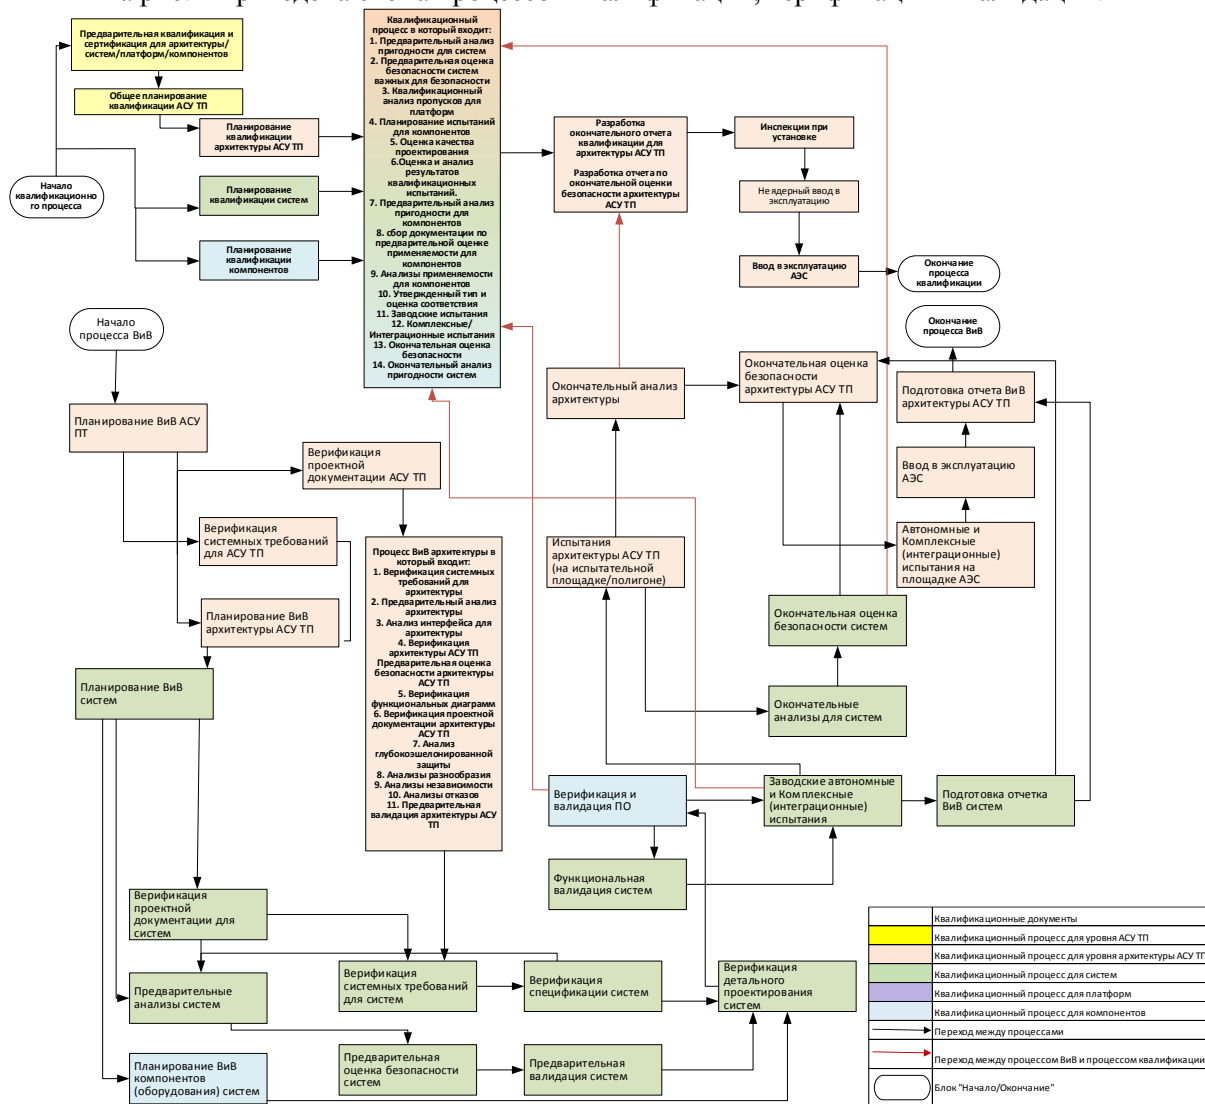 Предварительная квалификация и
сертификация для архитектуры/
систем/платформ/компонентов
Общее планирование
квалификации АСУ ТП
Планирование
квалификации
архитектуры АСУ ТП
Начало
квалификационно
го процесса
Планирование
квалификации систем
Планирование
квалификации
компонентов
Квалификационный
процесс в который входит:
1. Предварительный анализ
пригодности для систем
2. Предварительная оценка
безопасности систем
важных для безопасности
3. Квалификационный
анализ пропусков для
платформ
4. Планирование испытаний
для компонентов
5. Оценка качества
проектирования
6.Оценка и анализ
результатов
квалификационных
испытаний.
7. Предварительный анализ
пригодности для
компонентов
8. сбор документации по
предварительной оценке
применяемости для
компонентов
9. Анализы применяемости
для компонентов
10. Утвержденный тип и
оценка соответствия
11. Заводские испытания
12. Комплексные/
Интеграционные испытания
13. Окончательная оценка
безопасности
14. Окончательный анализ
пригодности систем
Разработка
окончательного отчета
квалификации для
архитектуры АСУ ТП
Разработка отчета по
окончательной оценки
безопасности архитектуры
АСУ ТП
Инспекции при
установке
Не ядерный ввод в
эксплуатацию
Ввод в эксплуатацию
АЭС
Окончание
процесса
квалификации
Начало
процесса ВиВ
Окончание
процесса ВиВ
Планирование ВиВ АСУ
ПТ
Верификация
проектной
документации АСУ ТП
Верификация
системных требований
для АСУ ТП
Планирование ВиВ
архитектуры АСУ ТП
Планирование ВиВ
систем
Процесс ВиВ архитектуры в
который входит:
1. Верификация системных
требований для
архитектуры
2. Предварительный анализ
архитектуры
3. Анализ интерфейса для
архитектуры
4. Верификация
архитектуры АСУ ТП
Предварительная оценка
безопасности архитектуры
АСУ ТП
5. Верификация
функциональных диаграмм
6. Верификация проектной
документации архитектуры
АСУ ТП
7. Анализ
глубокоэшелонированной
защиты
8. Анализы разнообразия
9. Анализы независимости
10. Анализы отказов
11. Предварительная
валидация архитектуры АСУ
ТП
Окончательный анализ
архитектуры
Окончательная оценка
безопасности
архитектуры АСУ ТП
Подготовка отчета ВиВ
архитектуры АСУ ТП
Ввод в эксплуатацию
АЭС
Испытания
архитектуры АСУ ТП
(на испытательной
площадке/полигоне)
Автономные и
Комплексные
(интеграционные)
испытания на
площадке АЭС
Окончательная оценка
безопасности систем
Окончательные
анализы для систем
Верификация и
валидация ПО
Заводские автономные
и Комплексные
(интеграционные)
испытания
Подготовка отчетка
ВиВ систем
Функциональная
валидация систем
Верификация
проектной
документации для
систем
Предварительные
анализы систем
Верификация
системных требований
для систем
Верификация
спецификации систем
Верификация
детального
проектирования
систем
Планирование ВиВ
компонентов
(оборудования) систем
Предварительная
оценка безопасности
систем
Предварительная
валидация систем
Квалификационные документы
Квалификационный процесс для уровня АСУ ТП
Квалификационный процесс для уровня архитектуры АСУ ТП
Квалификационный процесс для систем
Квалификационный процесс для платформ
Квалификационный процесс для компонентов
Переход между процессами
Переход между процессом ВиВ и процессом квалификации
Блок "Начало/Окончание"